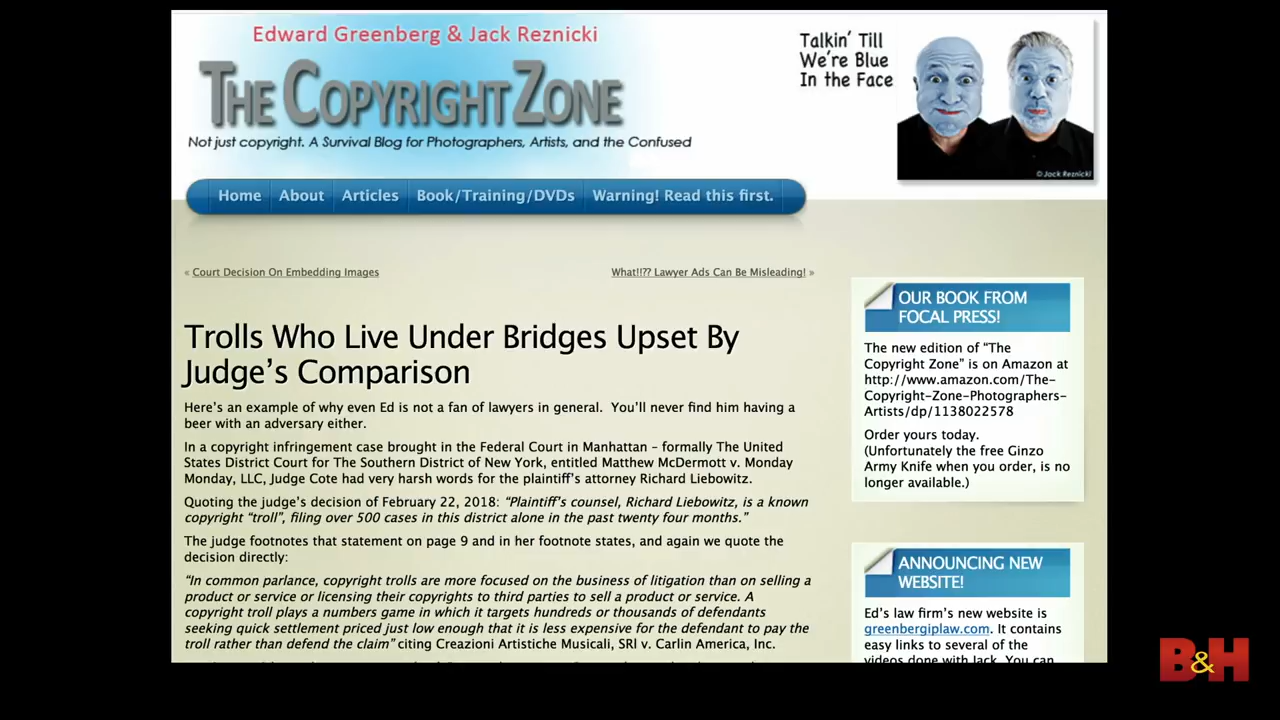 Edward Greenberg & Jack Reznicki
THE COPYRIGHT ZONE
Not just copyright. A Survival Blog for Photographers, Artists, and the Confused
Talkin' Till
We're Blue
In the Face
© Jack Reznicki
Home About Articles Book/Training/DVDs Warning! Read this first.
« Court Decision On Embedding Images
What!!?? Lawyer Ads Can Be Misleading! »
Trolls Who Live Under Bridges Upset By
Judge’s Comparison
Here’s an example of why even Ed is not a fan of lawyers in general. You’ll never find him having a
beer with an adversary either.
In a copyright infringement case brought in the Federal Court in Manhattan – formally The United
States District Court for The Southern District of New York, entitled Matthew McDermott v. Monday
Monday, LLC, Judge Cote had very harsh words for the plaintiff’s attorney Richard Liebowitz.
Quoting the judge’s decision of February 22, 2018: “Plaintiff’s counsel, Richard Liebowitz, is a known
copyright “troll”, filing over 500 cases in this district alone in the past twenty four months.”
The judge footnotes that statement on page 9 and in her footnote states, and again we quote the
decision directly:
“In common parlance, copyright trolls are more focused on the business of litigation than on selling a
product or service or licensing their copyrights to third parties to sell a product or service. A
copyright troll plays a numbers game in which it targets hundreds or thousands of defendants
seeking quick settlement priced just low enough that it is less expensive for the defendant to pay the
troll rather than defend the claim” citing Creazioni Artistiche Musicali, SRl v. Carlin America, Inc.
OUR BOOK FROM
FOCAL PRESS!
The new edition of “The
Copyright Zone” is on Amazon at
http://www.amazon.com/The-
Copyright-Zone-Photographers-
Artists/dp/1138022578
Order yours today.
(Unfortunately the free Ginzo
Army Knife when you order, is no
longer available.)
ANNOUNCING NEW
WEBSITE!
Ed’s law firm’s new website is
greenbergiplaw.com. It contains
easy links to several of the
videos done with Jack. You can
B&H